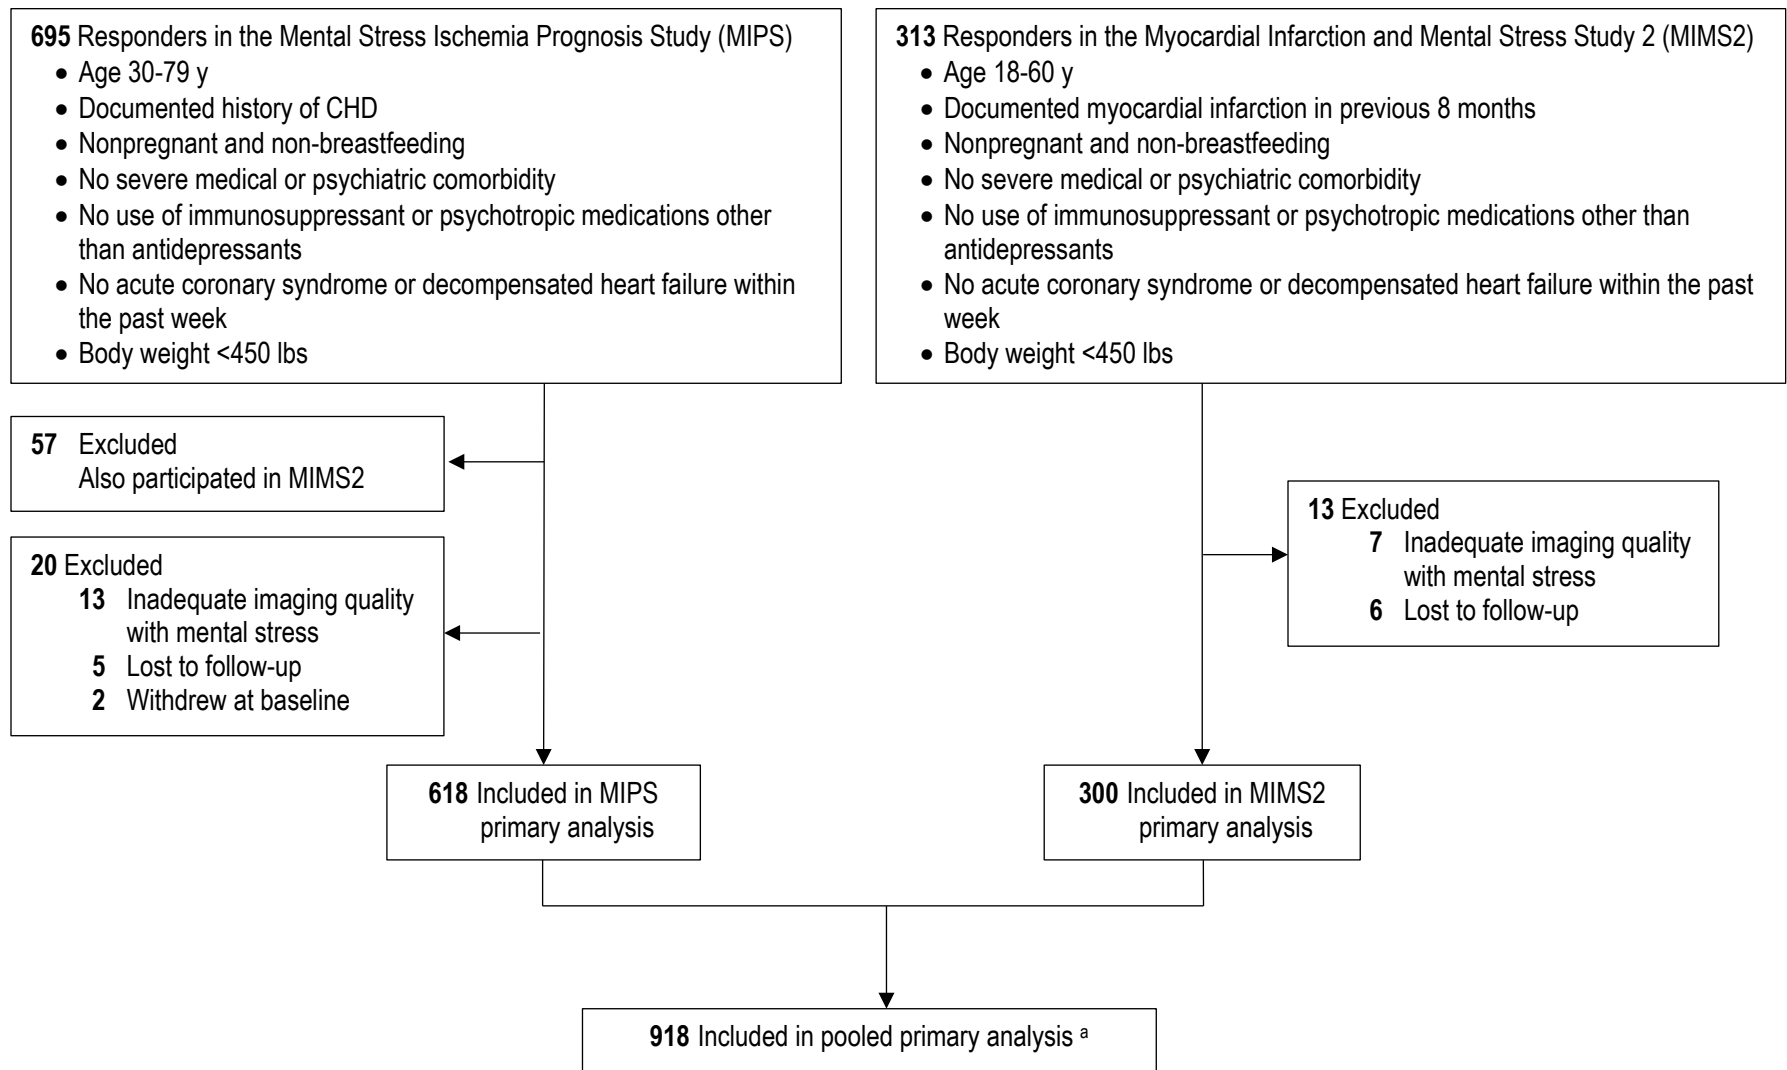 695 Responders in the Mental Stress Ischemia Prognosis Study (MIPS)
• Age 30-79 y
• Documented history of CHD
• Nonpregnant and non-breastfeeding
• No severe medical or psychiatric comorbidity
• No use of immunosuppressant or psychotropic medications other
than antidepressants
• No acute coronary syndrome or decompensated heart failure within
the past week
• Body weight <450 lbs
313 Responders in the Myocardial Infarction and Mental Stress Study 2 (MIMS2)
• Age 18-60 y
• Documented myocardial infarction in previous 8 months
• Nonpregnant and non-breastfeeding
• No severe medical or psychiatric comorbidity
• No use of immunosuppressant or psychotropic medications other than
antidepressants
• No acute coronary syndrome or decompensated heart failure within the past
week
• Body weight <450 lbs
57 Excluded
Also participated in MIMS2
20 Excluded
13 Inadequate imaging quality
with mental stress
5 Lost to follow-up
2 Withdrew at baseline
13 Excluded
7 Inadequate imaging quality
with mental stress
6 Lost to follow-up
618 Included in MIPS
primary analysis
300 Included in MIMS2
primary analysis
918 Included in pooled primary analysis a